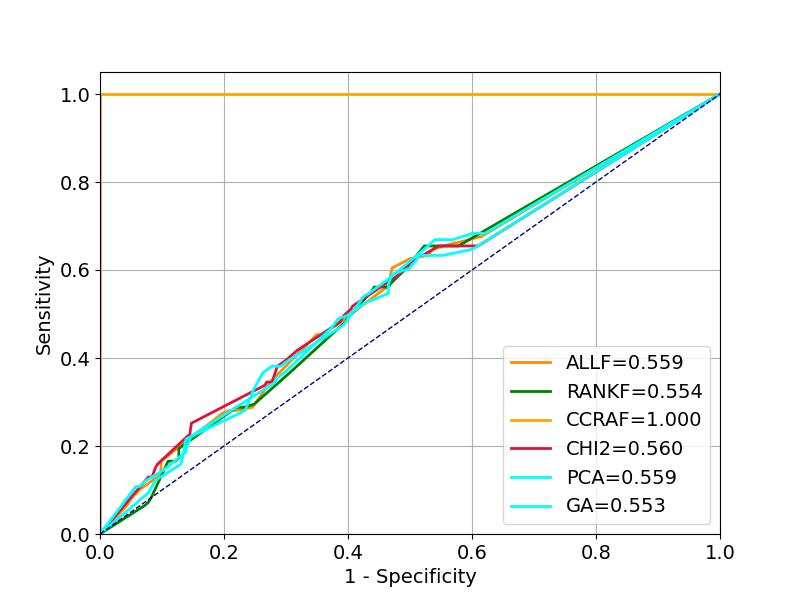 1.0
0.8
0.6
0.4
0.2
0.0
Sensitivity
0.0 0.2 0.4 0.6 0.8 1.0
1 - Specificity
ALLF=0.559
RANKF=0.554
CCRAF=1.000
CHI2=0.560
PCA=0.559
GA=0.553